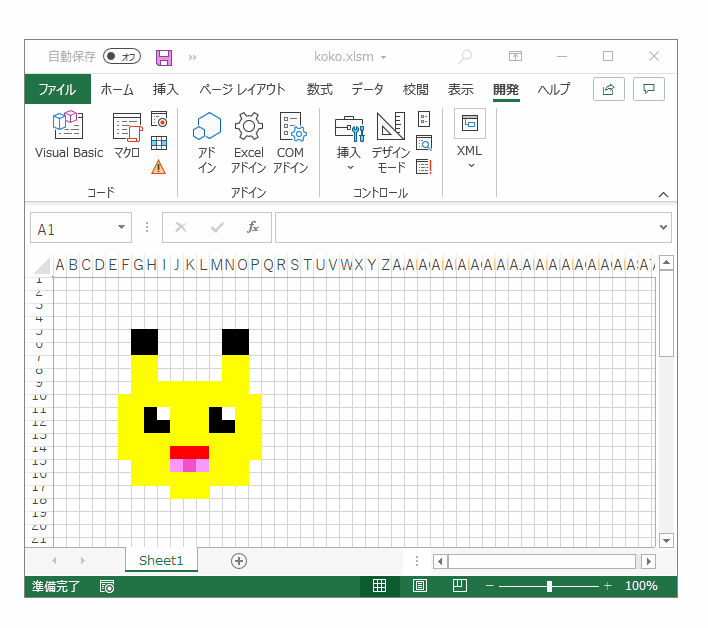 自動保存 オフ koko.xlsm
ファイル ホーム 挿入 ページ レイアウト 数式 データ 校閲 表示 開発 ヘルプ
Visual Basic マクロ アド Excel COM 挿入 デザイン XML
イン アドイン アドイン モード
コード アドイン コントロール
A1 fx
A B C D E F G H I J K L M N O P Q R S T U V W X Y Z
1
2
3
4
5
6
7
8
9
10
11
12
13
14
15
16
17
18
19
20
21
Sheet1
準備完了 100%